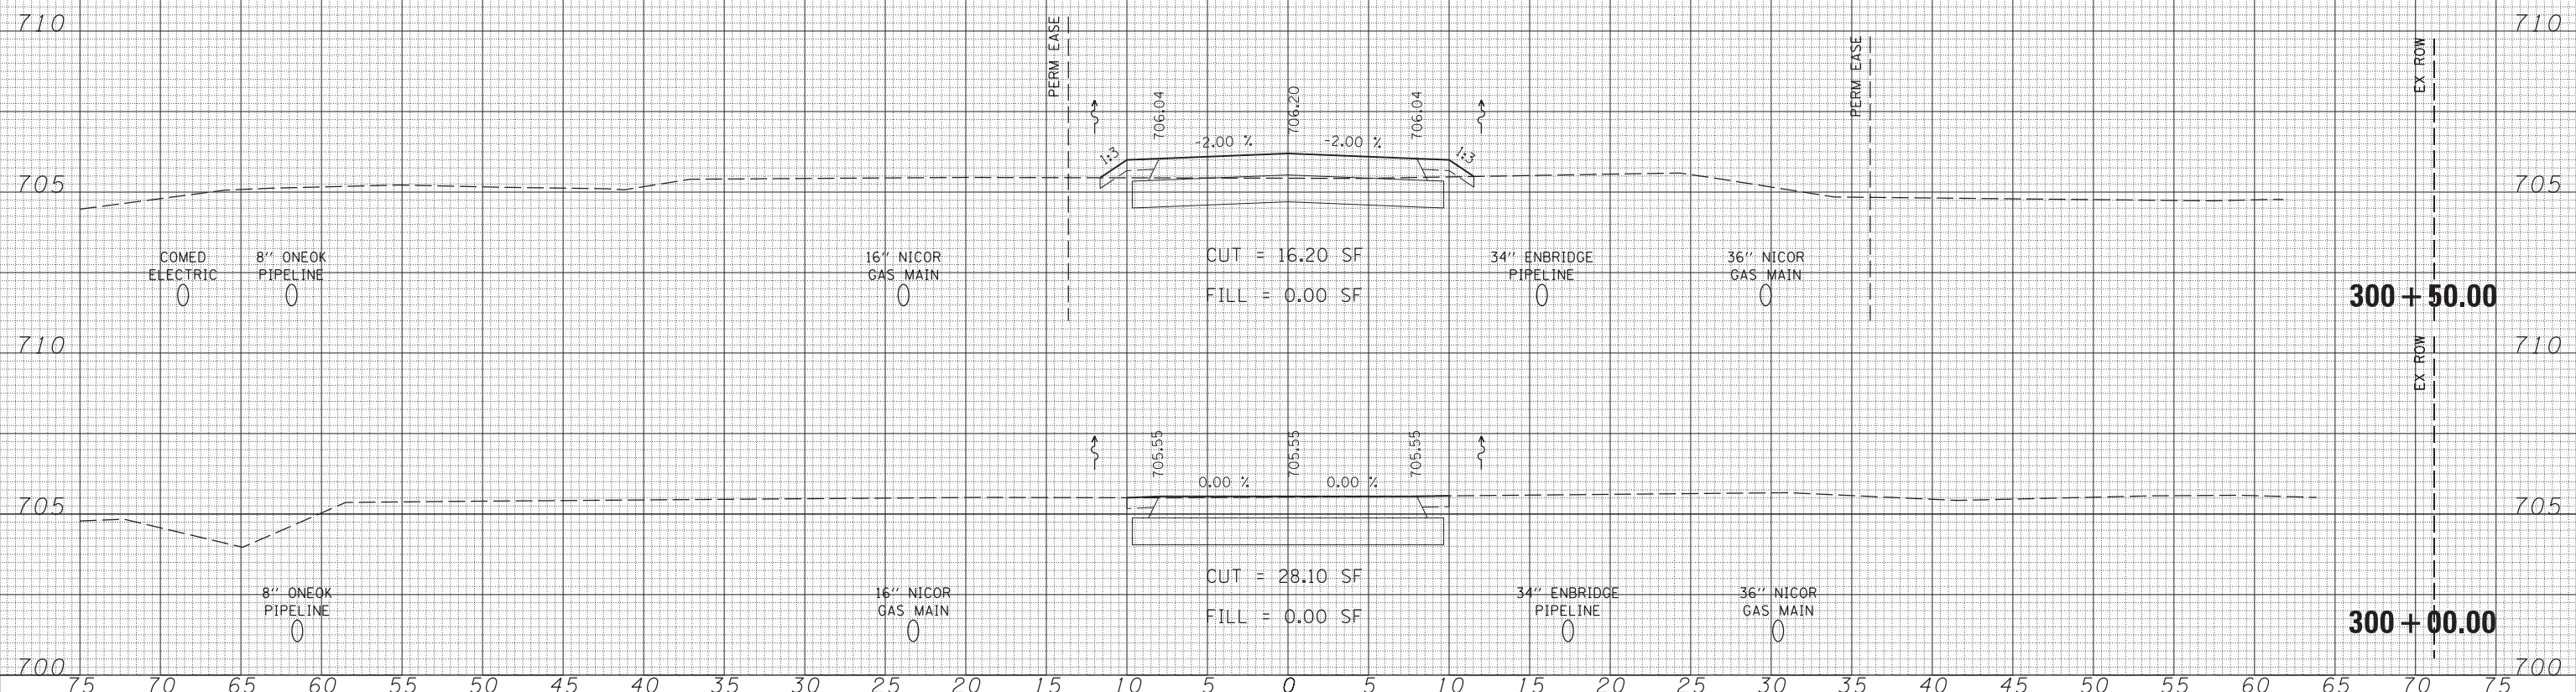 710 710
PERM EASE PERM EASE EX ROW
706.04 706.20 706.04
1:3 -2.00 % -2.00 % 1:3
705 705
COMED ELECTRIC
8" ONEOK PIPELINE
16" NICOR GAS MAIN
CUT = 16.20 SF
FILL = 0.00 SF
34" ENBRIDGE PIPELINE
36" NICOR GAS MAIN
300+50.00
710 710
EX ROW
705.55 705.55 705.55
0.00 % 0.00 %
705 705
8" ONEOK PIPELINE
16" NICOR GAS MAIN
CUT = 28.10 SF
FILL = 0.00 SF
34" ENBRIDGE PIPELINE
36" NICOR GAS MAIN
300+00.00
700 700
75 70 65 60 55 50 45 40 35 30 25 20 15 10 5 0 5 10 15 20 25 30 35 40 45 50 55 60 65 70 75